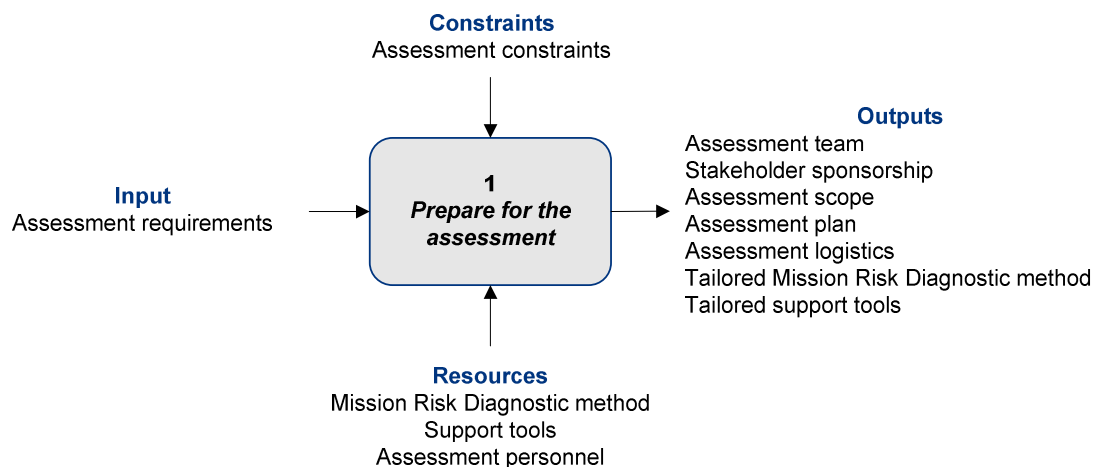 Constraints
Assessment constraints
Input
Assessment requirements
1
Prepare for the
assessment
Outputs
Assessment team
Stakeholder sponsorship
Assessment scope
Assessment plan
Assessment logistics
Tailored Mission Risk Diagnostic method
Tailored support tools
Resources
Mission Risk Diagnostic method
Support tools
Assessment personnel